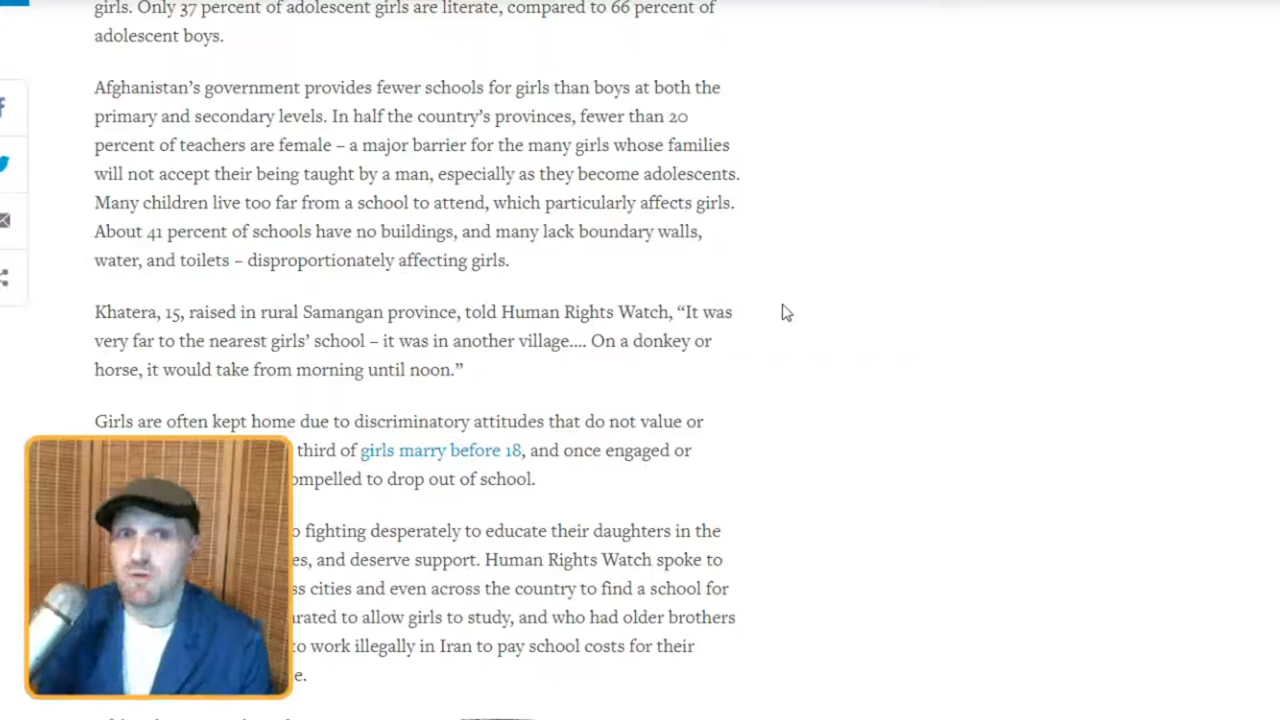 girls. Only 37 percent of adolescent girls are literate, compared to 66 percent of
adolescent boys.
Afghanistan’s government provides fewer schools for girls than boys at both the
primary and secondary levels. In half the country’s provinces, fewer than 20
percent of teachers are female – a major barrier for the many girls whose families
will not accept their being taught by a man, especially as they become adolescents.
Many children live too far from a school to attend, which particularly affects girls.
About 41 percent of schools have no buildings, and many lack boundary walls,
water, and toilets – disproportionately affecting girls.
Khatera, 15, raised in rural Samangan province, told Human Rights Watch, “It was
very far to the nearest girls’ school – it was in another village.... On a donkey or
horse, it would take from morning until noon.”
Girls are often kept home due to discriminatory attitudes that do not value or
third of girls marry before 18, and once engaged or
ompelled to drop out of school.
o fighting desperately to educate their daughters in the
es, and deserve support. Human Rights Watch spoke to
ss cities and even across the country to find a school for
rated to allow girls to study, and who had older brothers
to work illegally in Iran to pay school costs for their
e.